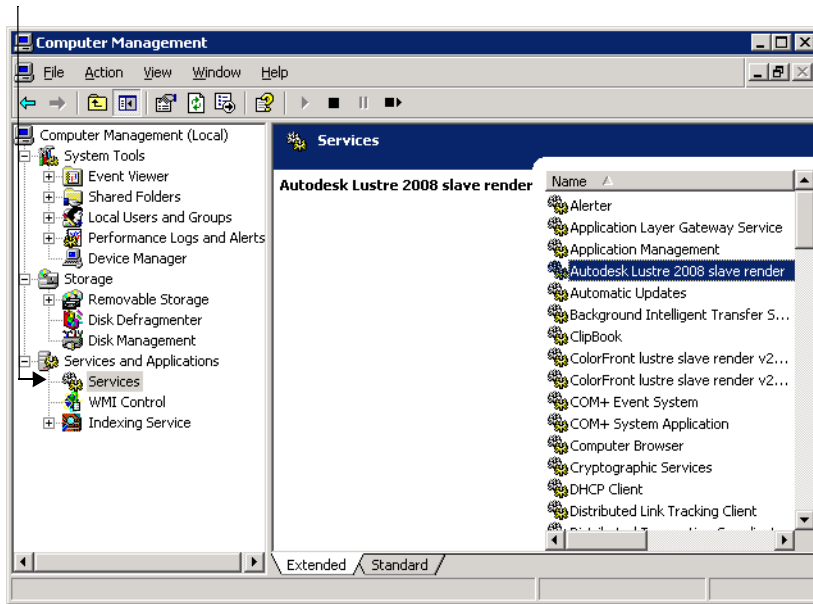 Computer Management
File Action View Window Help
Computer Management (Local)
System Tools
Event Viewer
Shared Folders
Local Users and Groups
Performance Logs and Alerts
Device Manager
Storage
Removable Storage
Disk Defragmenter
Disk Management
Services and Applications
Services
WMI Control
Indexing Service
Services
Autodesk Lustre 2008 slave render
Name
Alerter
Application Layer Gateway Service
Application Management
Autodesk Lustre 2008 slave render
Automatic Updates
Background Intelligent Transfer S...
ClipBook
ColorFront lustre slave render v2...
ColorFront lustre slave render v2...
COM+ Event System
COM+ System Application
Computer Browser
Cryptographic Services
DHCP Client
Distributed Link Tracking Client
Extended Standard